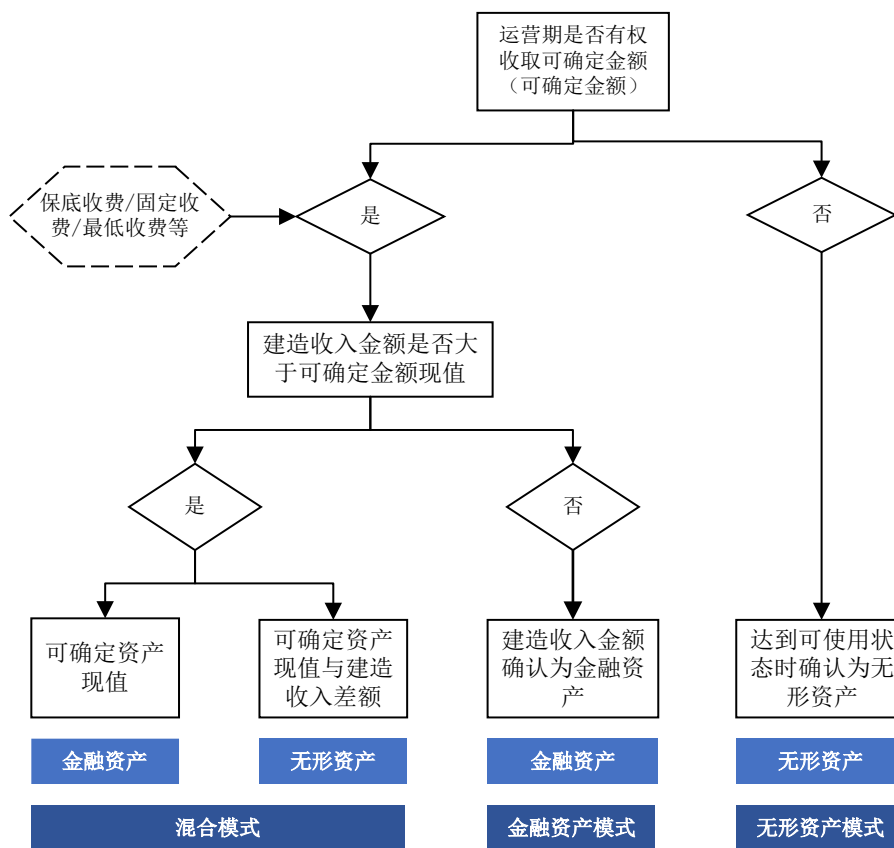 运营期是否有权
收取可确定金额
（可确定金额）
保底收费/固定收
费/最低收费等
是
否
建造收入金额是否大
于可确定金额现值
是
否
可确定资产
现值
可确定资产
现值与建造
收入差额
建造收入金额
确认为金融资
产
达到可使用状
态时确认为无
形资产
金融资产
无形资产
金融资产
无形资产
混合模式
金融资产模式
无形资产模式